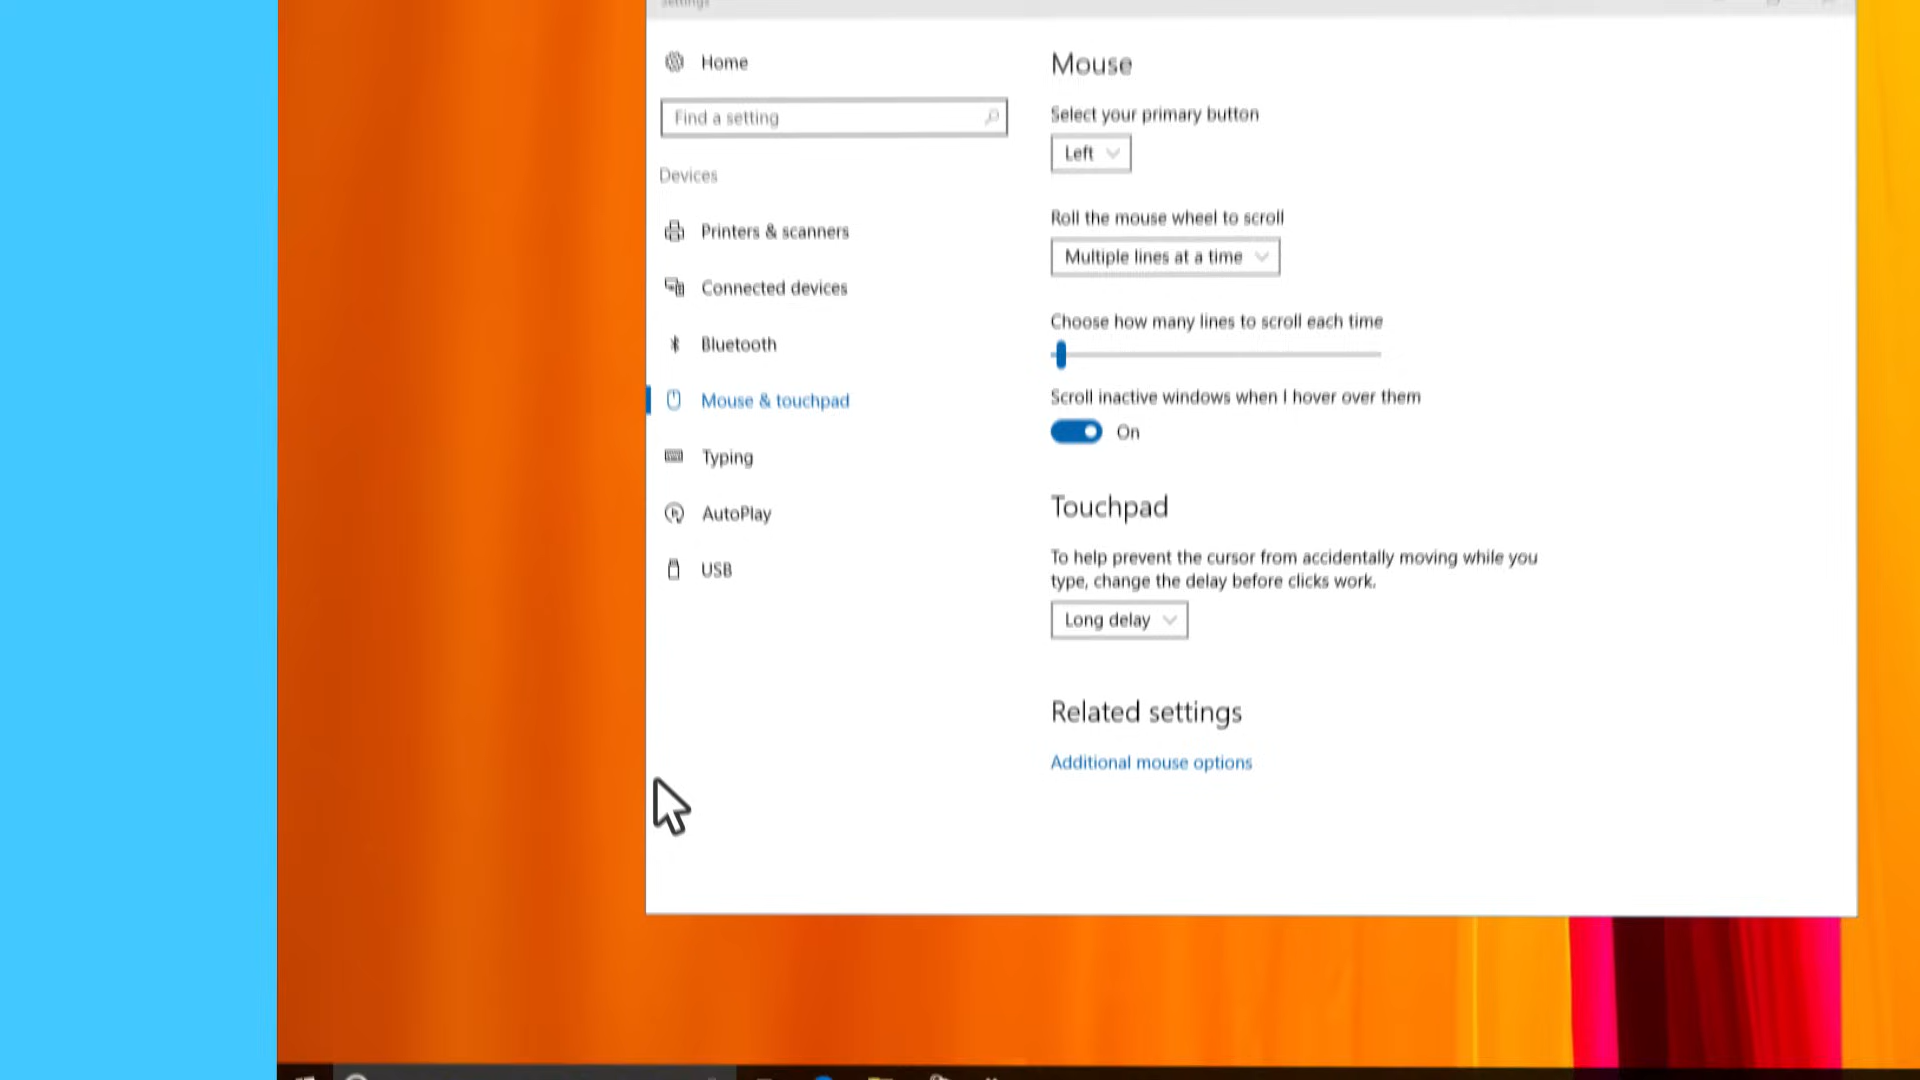 Settings
Home
Find a setting
Devices
Printers & scanners
Connected devices
Bluetooth
Mouse & touchpad
Typing
AutoPlay
USB
Mouse
Select your primary button
Left
Roll the mouse wheel to scroll
Multiple lines at a time
Choose how many lines to scroll each time
Scroll inactive windows when I hover over them
On
Touchpad
To help prevent the cursor from accidentally moving while you
type, change the delay before clicks work.
Long delay
Related settings
Additional mouse options